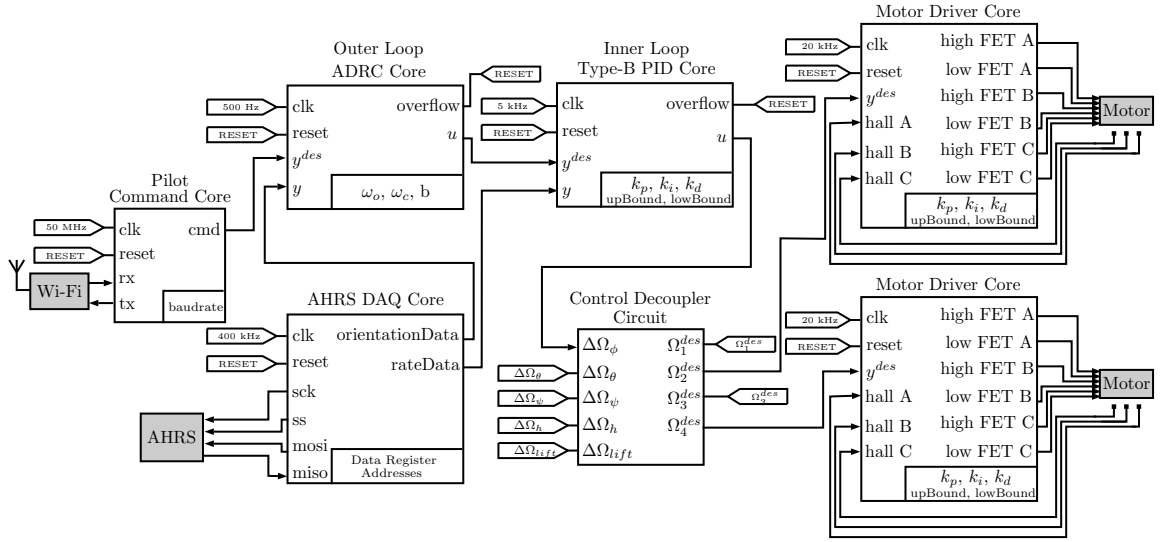 Pilot
Command Core
50 MHz
clk
cmd
RESET
reset
Wi-Fi
rx
tx
baudrate
Outer Loop
ADRC Core
500 Hz
clk
overflow
RESET
RESET
reset
u
y^{des}
y
ω_o, ω_c, b
AHRS DAQ Core
400 kHz
clk
orientationData
RESET
reset
rateData
sck
ss
mosi
miso
AHRS
Data Register
Addresses
Inner Loop
Type-B PID Core
5 kHz
clk
overflow
RESET
RESET
reset
u
y^{des}
y
k_p, k_i, k_d
upBound, lowBound
Control Decoupler
Circuit
ΔΩ_φ
Ω_1^{des}
Ω_1^{des}
ΔΩ_θ
ΔΩ_θ
Ω_2^{des}
ΔΩ_ψ
ΔΩ_ψ
Ω_3^{des}
Ω_3^{des}
ΔΩ_h
ΔΩ_h
Ω_4^{des}
ΔΩ_{lift}
ΔΩ_{lift}
Motor Driver Core
20 kHz
clk
high FET A
RESET
reset
low FET A
y^{des}
high FET B
hall A
low FET B
hall B
high FET C
hall C
low FET C
k_p, k_i, k_d
upBound, lowBound
Motor
Motor Driver Core
20 kHz
clk
high FET A
RESET
reset
low FET A
y^{des}
high FET B
hall A
low FET B
hall B
high FET C
hall C
low FET C
k_p, k_i, k_d
upBound, lowBound
Motor